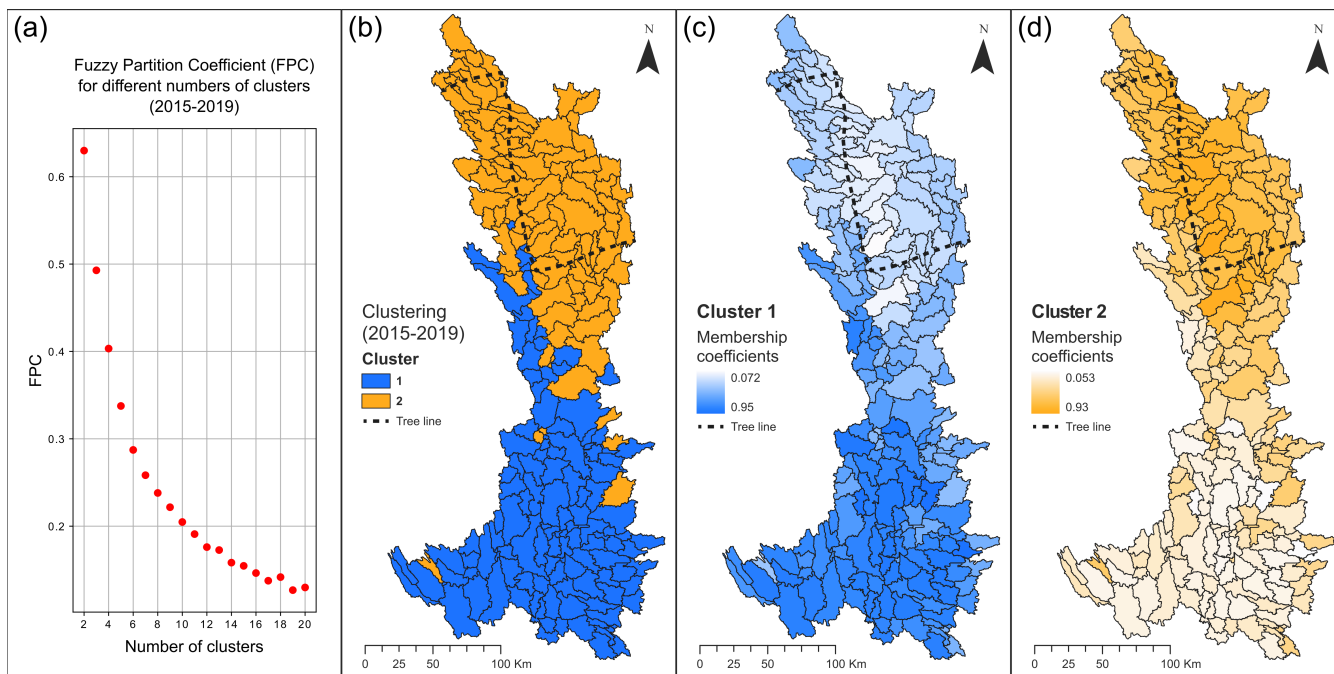 (a)
Fuzzy Partition Coefficient (FPC)
for different numbers of clusters
(2015-2019)
FPC
0.6
0.5
0.4
0.3
0.2
2 4 6 8 10 12 14 16 18 20
Number of clusters
(b)
N
Clustering
(2015-2019)
Cluster
1
2
Tree line
0 25 50 100 Km
(c)
N
Cluster 1
Membership
coefficients
0.072
0.95
Tree line
0 25 50 100 Km
(d)
N
Cluster 2
Membership
coefficients
0.053
0.93
Tree line
0 25 50 100 Km